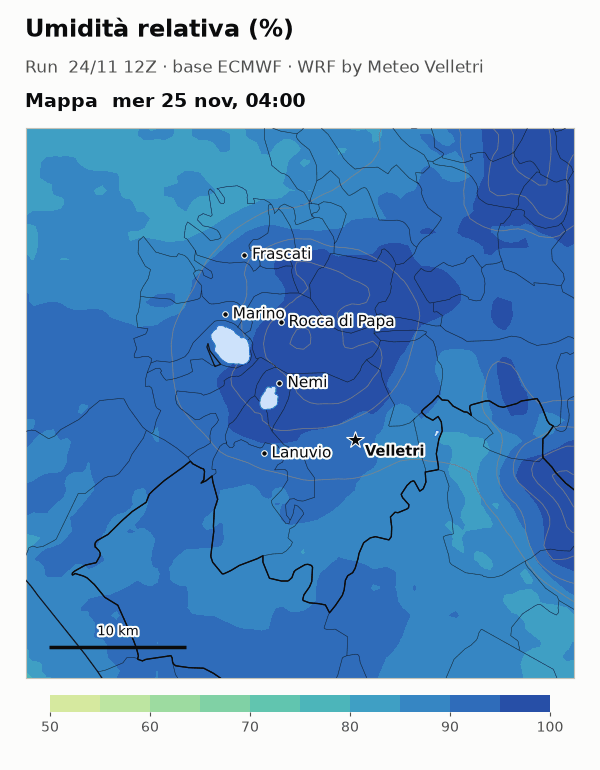 Umidità relativa (%)
Run  24/11 12Z · base ECMWF · WRF by Meteo Velletri
Mappa  mer 25 nov, 04:00
Frascati
Marino
Rocca di Papa
Nemi
Velletri
Lanuvio
10 km
50 60 70 80 90 100